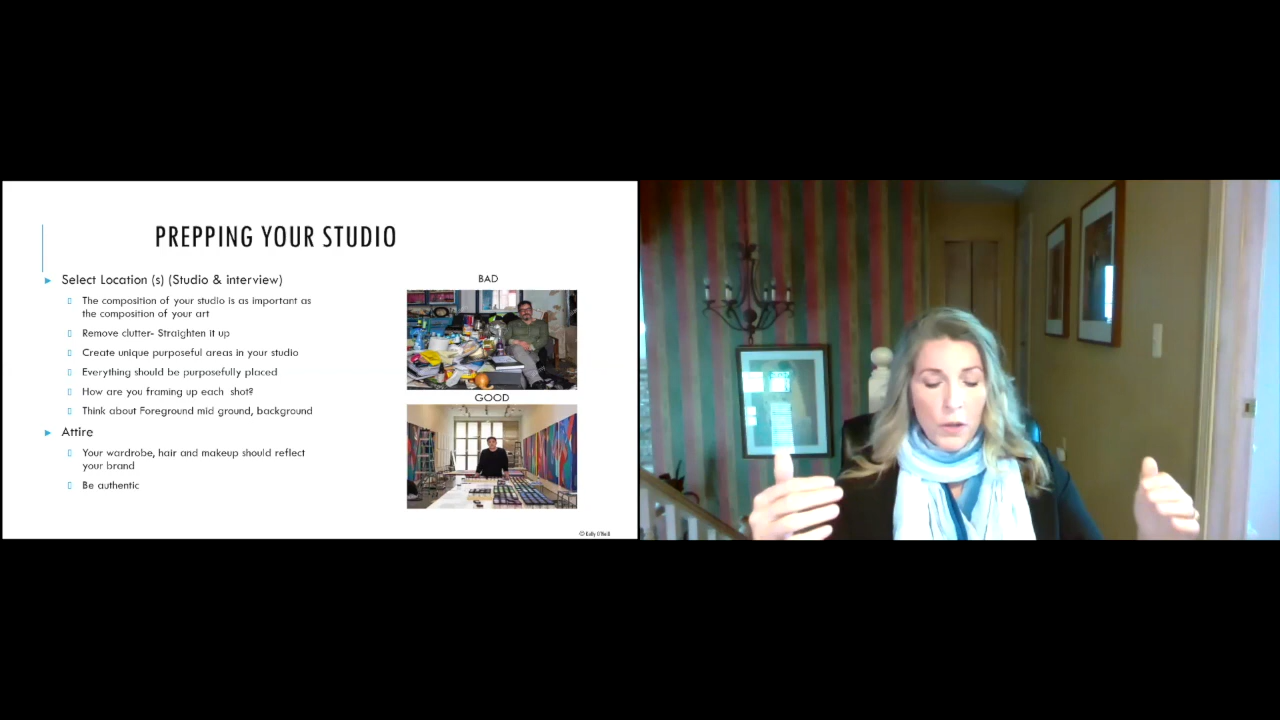 PREPPING YOUR STUDIO
Select Location (s) (Studio & interview)
The composition of your studio is as important as
the composition of your art
Remove clutter- Straighten it up
Create unique purposeful areas in your studio
Everything should be purposefully placed
How are you framing up each shot?
Think about Foreground mid ground, background
Attire
Your wardrobe, hair and makeup should reflect
your brand
Be authentic
BAD
GOOD
© Kelly O'Neill